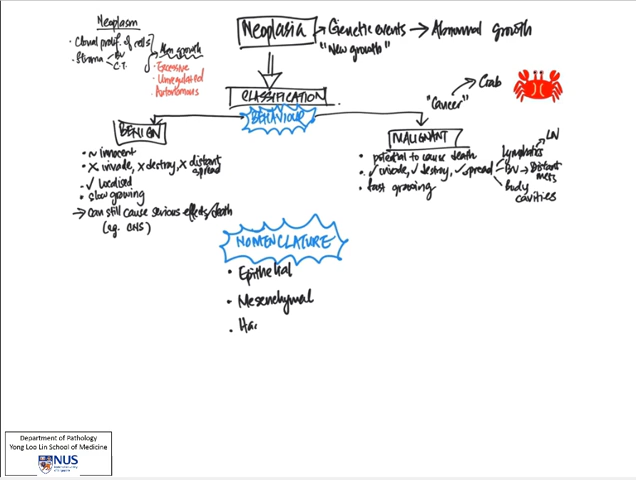 Neoplasm
• Clonal prolif. of cells
• Stroma < BV
C.T.
Abn growth
• Excessive
• Unregulated
• Autonomous
Neoplasia → Genetic events → Abnormal growth
"New growth"
CLASSIFICATION
BEHAVIOUR
"Cancer" → Crab
BENIGN
• ~ innocent
• X invade, X destroy, X distant spread
• ✓ localised
• slow growing
→ Can still cause serious effects/death
(eg. CNS)
MALIGNANT
• potential to cause death
• ✓ invade, ✓ destroy, ✓ spread
• fast growing
Lymphatics → LN
BV → Distant mets
body cavities
NOMENCLATURE
• Epithelial
• Mesenchymal
• Hae
Department of Pathology
Yong Loo Lin School of Medicine
NUS